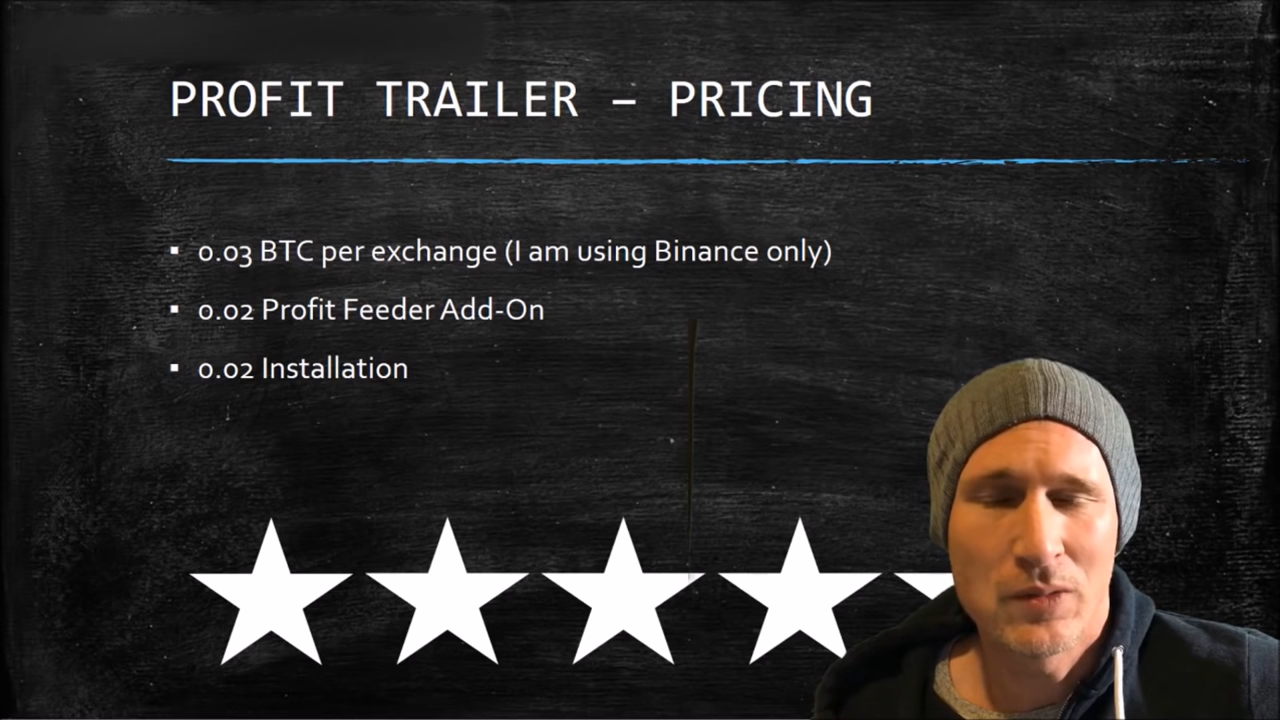 PROFIT TRAILER – PRICING
▪ 0.03 BTC per exchange (I am using Binance only)
▪ 0.02 Profit Feeder Add-On
▪ 0.02 Installation